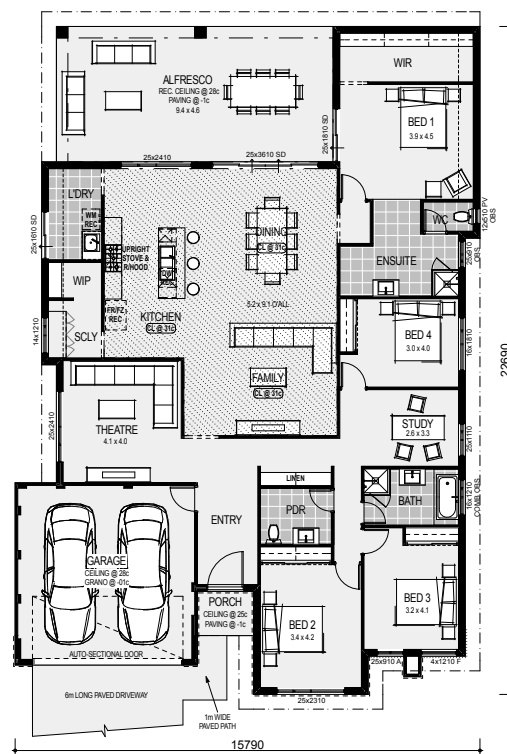 WIR
ALFRESCO
REC. CEILING @ 28c
PAVING @ -1c
9.4 x 4.6
25x1810 SD
BED 1
3.9 x 4.5
25x2410
25x3610 SD
L'DRY
WM
REC
25x1810 SD
DINING
CL @ 31c
WC
12x510 PV
OBS
UPRIGHT
STOVE &
R/HOOD
DW
REC
ENSUITE
25x610
OBS
WIP
FR/FZ
REC
5.2 x 9.1 O'ALL
KITCHEN
CL @ 31c
14x1210
SCLY
BED 4
3.0 x 4.0
16x1810
22690
FAMILY
CL @ 31c
25x2410
THEATRE
4.1 x 4.0
STUDY
2.6 x 3.3
25x1110
LINEN
BATH
16x1210
COMB OBS
PDR
ENTRY
GARAGE
CEILING @ 28c
GRANO @ -01c
PORCH
CEILING @ 25c
PAVING @ -1c
BED 2
3.4 x 4.2
BED 3
3.2 x 4.1
AUTO-SECTIONAL DOOR
25x910 A
4x1210 F
6m LONG PAVED DRIVEWAY
25x2310
1m WIDE
PAVED PATH
15790